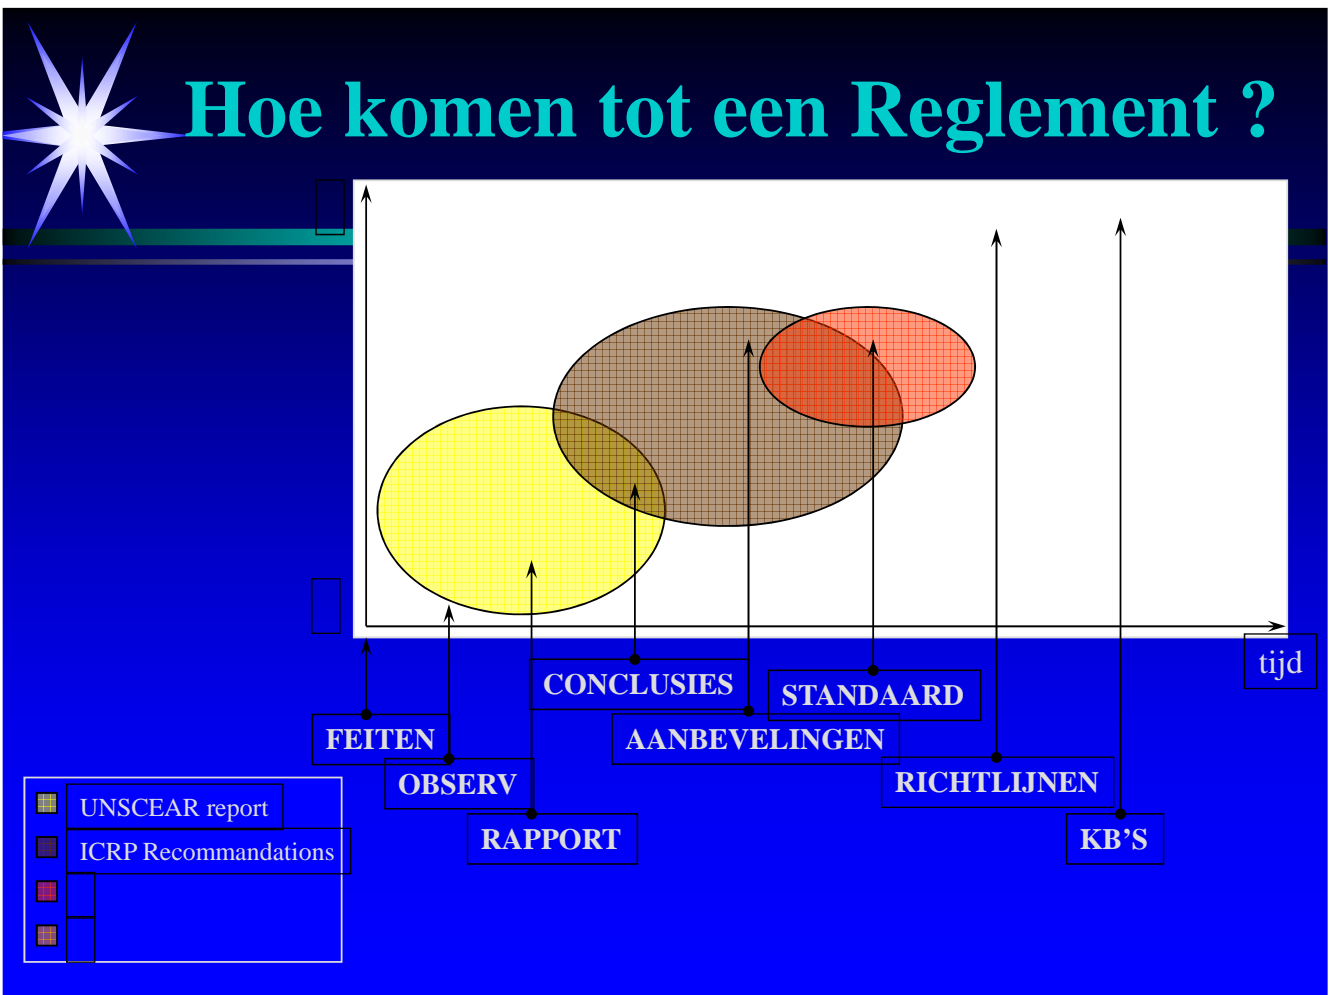 Hoe komen tot een Reglement ?
tijd
CONCLUSIES
STANDAARD
FEITEN
AANBEVELINGEN
OBSERV
RICHTLIJNEN
RAPPORT
KB’S
UNSCEAR report
ICRP Recommandations